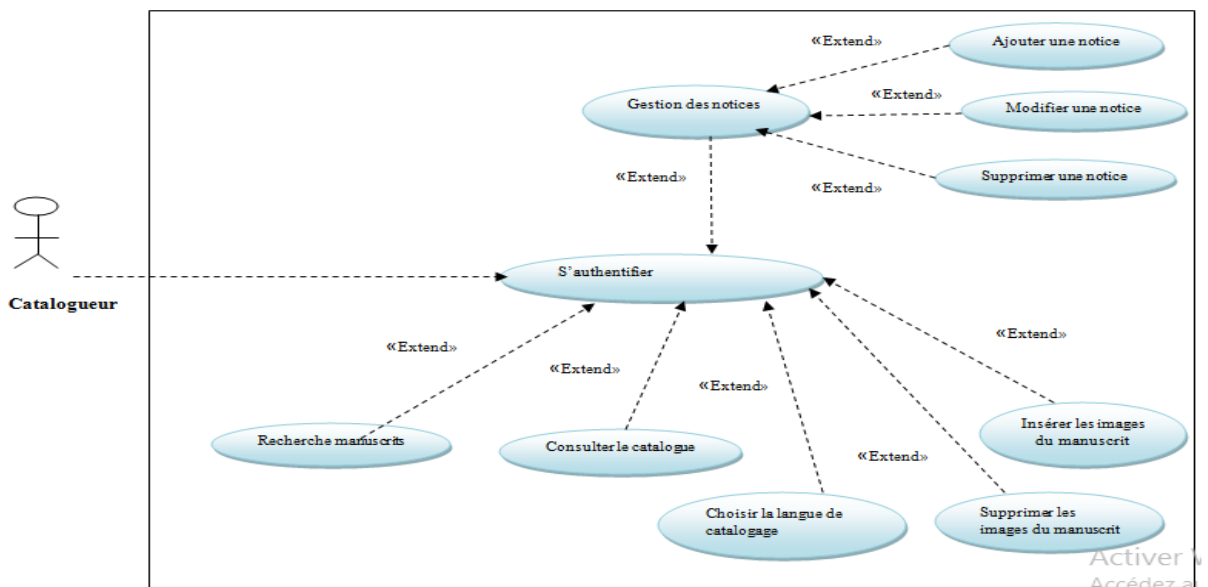 «Extend»
Ajouter une notice
Gestion des notices
«Extend»
Modifier une notice
«Extend»
Supprimer une notice
«Extend»
S’authentifier
Catalogueur
«Extend»
«Extend»
«Extend»
«Extend»
Recherche manuscrits
Consulter le catalogue
Insérer les images
du manuscrit
«Extend»
Choisir la langue de
catalogage
Supprimer les
images du manuscrit
Activer
Accédez